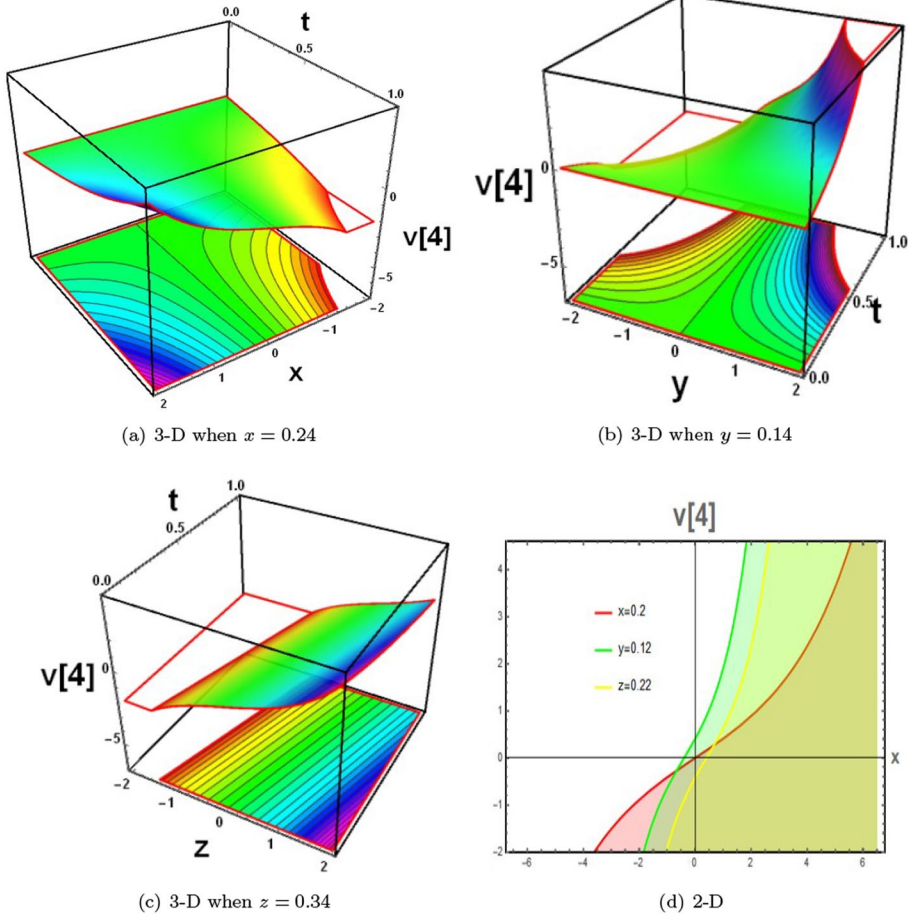 0.0
t
0.5
1.0
0
v[4]
-5
-2
-1
0
x
1
2
(a) 3-D when x = 0.24
0
v[4]
-5
-2
-1
0
y
1
2
0.0
0.5
t
1.0
(b) 3-D when y = 0.14
1.0
t
0.5
0.0
v[4]
0
-5
-2
-1
0
z
1
2
(c) 3-D when z = 0.34
v[4]
4
3
2
1
0
-1
-2
x=0.2
y=0.12
z=0.22
x
-6 -4 -2 0 2 4 6
(d) 2-D